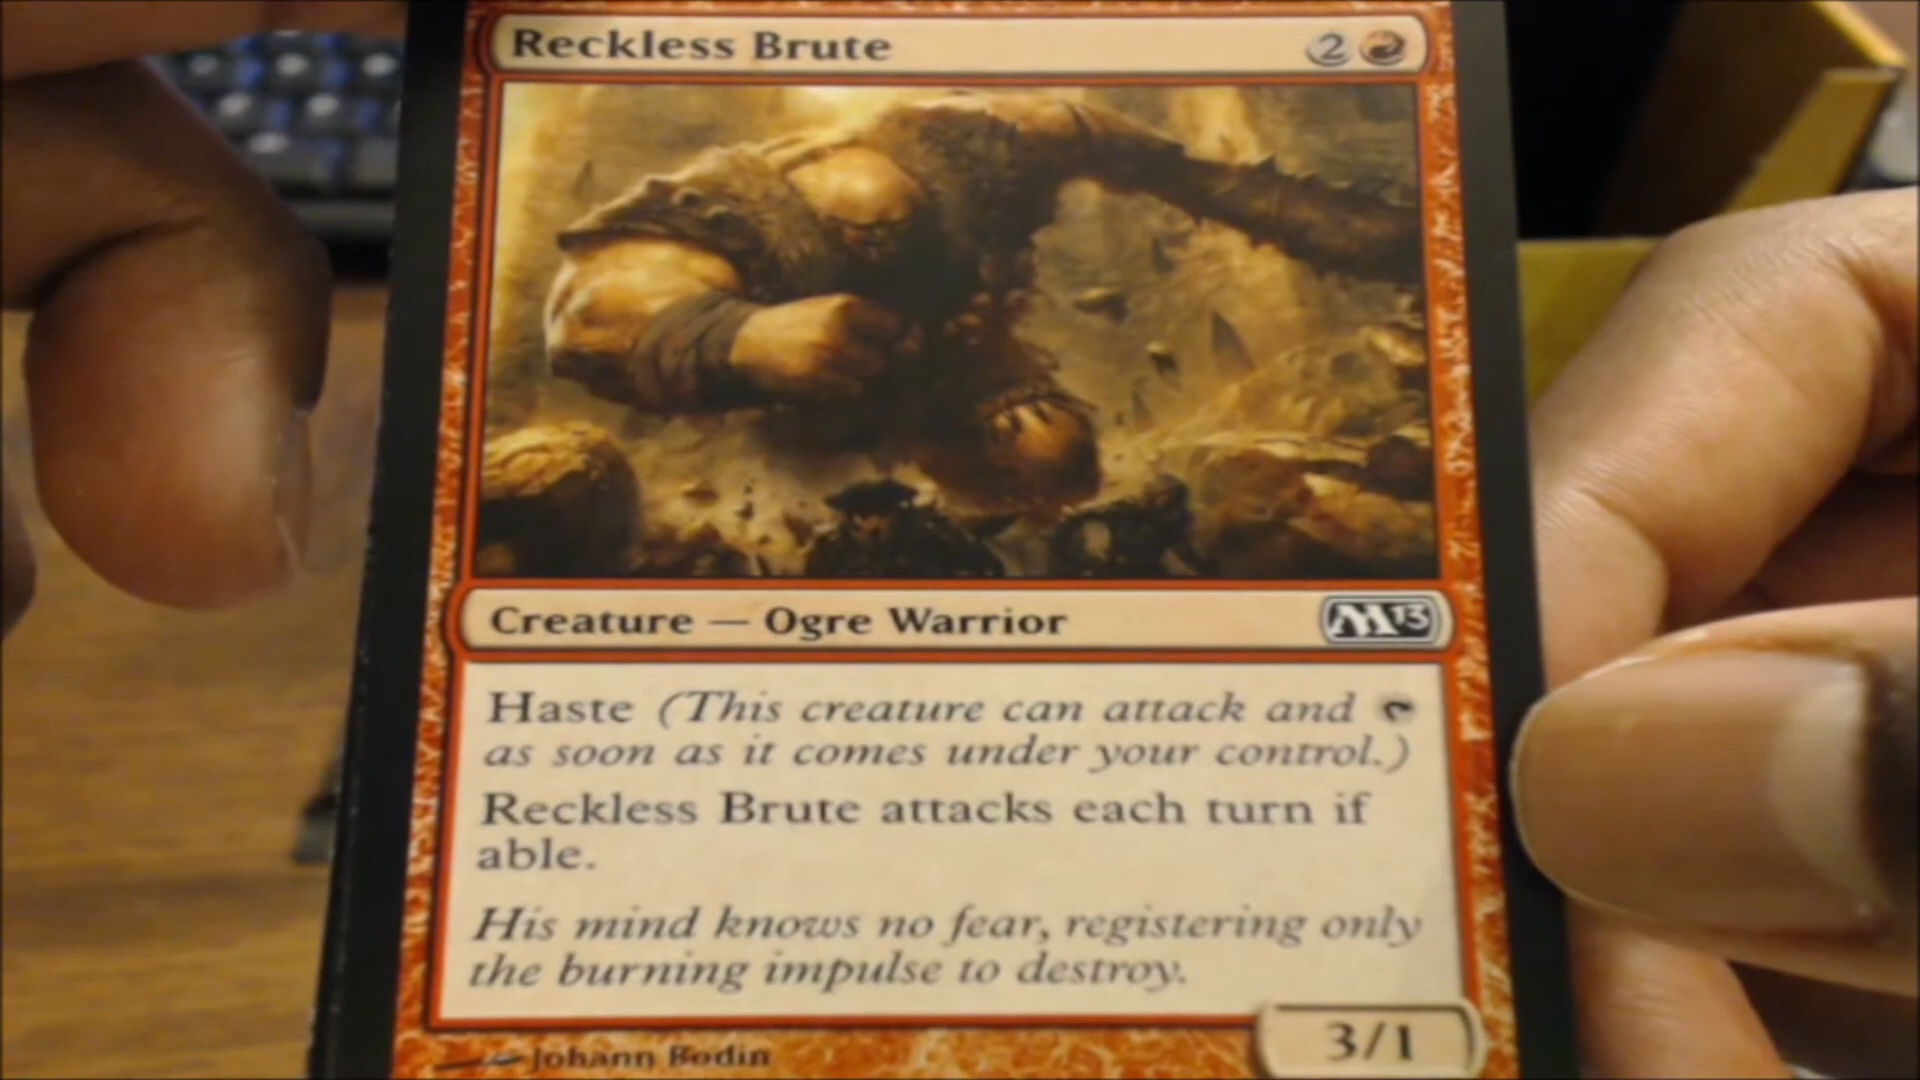 Reckless Brute 2
Creature — Ogre Warrior M13
Haste (This creature can attack and
as soon as it comes under your control.)
Reckless Brute attacks each turn if
able.
His mind knows no fear, registering only
the burning impulse to destroy.
Johann Bodin 3/1